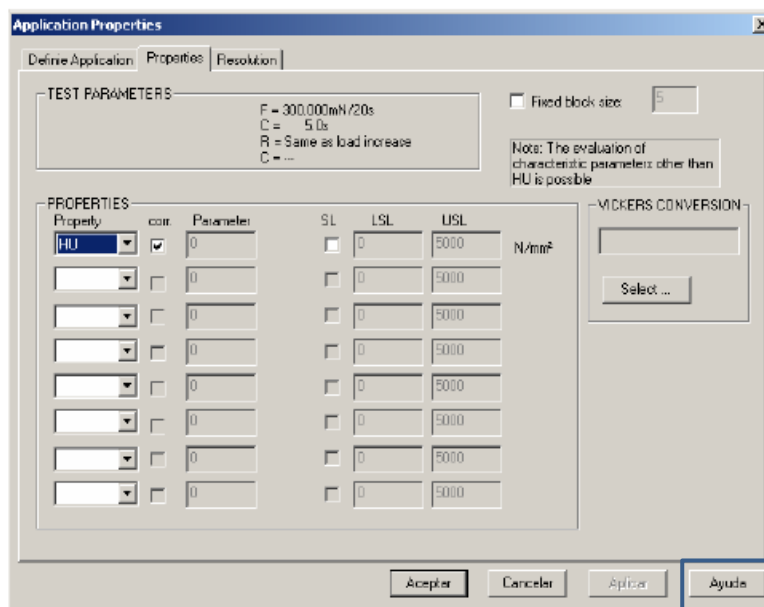 Application Properties
Definie Application Properties Resolution
TEST PARAMETERS
F = 300.000mN/20s
C = 5.0s
R = Same as load increase
C = ---
Fixed block size: 5
Note: The evaluation of
characteristic parameters other than
HU is possible
PROPERTIES
Property corr. Parameter SL LSL USL
HU 0 0 5000 N/mm²
0 0 5000
0 0 5000
0 0 5000
0 0 5000
0 0 5000
0 0 5000
0 0 5000
VICKERS CONVERSION
Select ...
Aceptar Cancelar Aplicar Ayuda